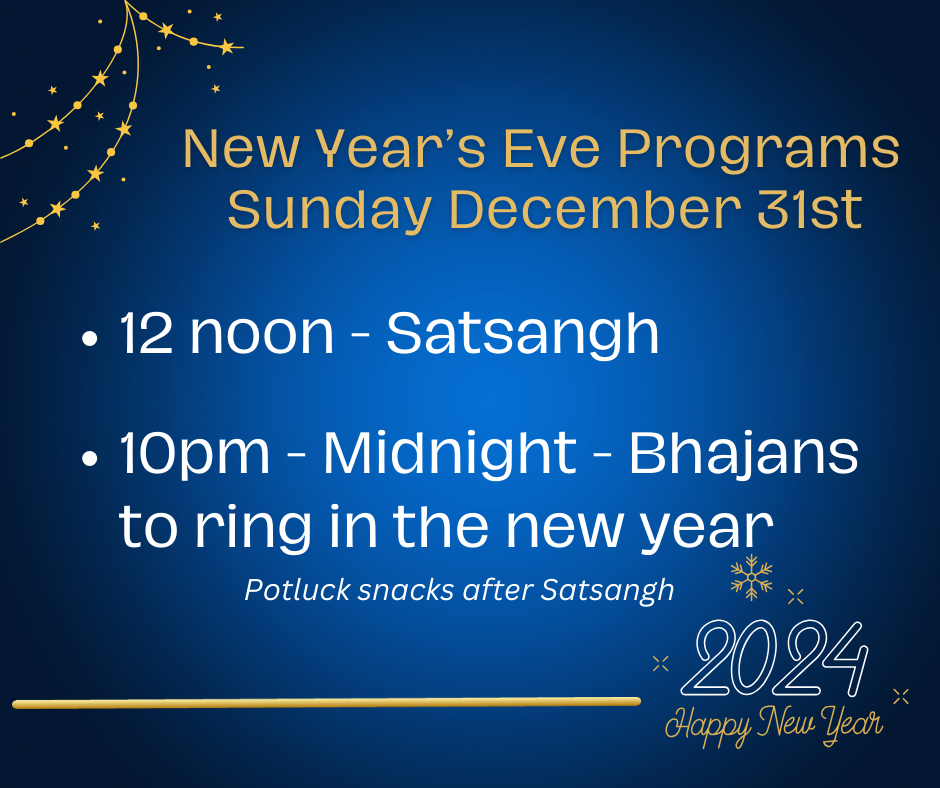 New Year’s Eve Programs
Sunday December 31st
• 12 noon - Satsangh
• 10pm - Midnight - Bhajans
to ring in the new year
Potluck snacks after Satsangh
2024
Happy New Year